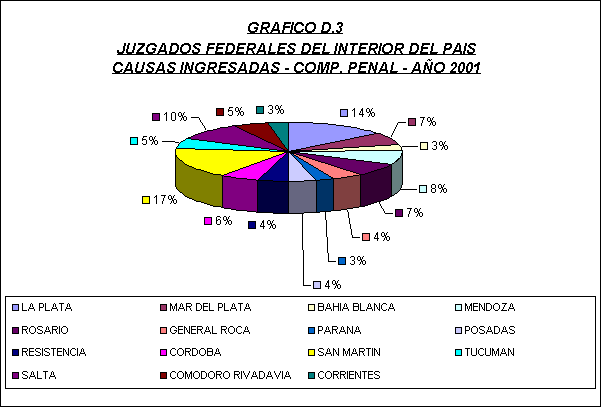 GRAFICO D.3
JUZGADOS FEDERALES DEL INTERIOR DEL PAIS
CAUSAS INGRESADAS - COMP. PENAL - AÑO 2001
14%
7%
3%
8%
7%
4%
3%
4%
4%
6%
17%
5%
10%
5%
3%
LA PLATA MAR DEL PLATA BAHIA BLANCA MENDOZA
ROSARIO GENERAL ROCA PARANA POSADAS
RESISTENCIA CORDOBA SAN MARTIN TUCUMAN
SALTA COMODORO RIVADAVIA CORRIENTES